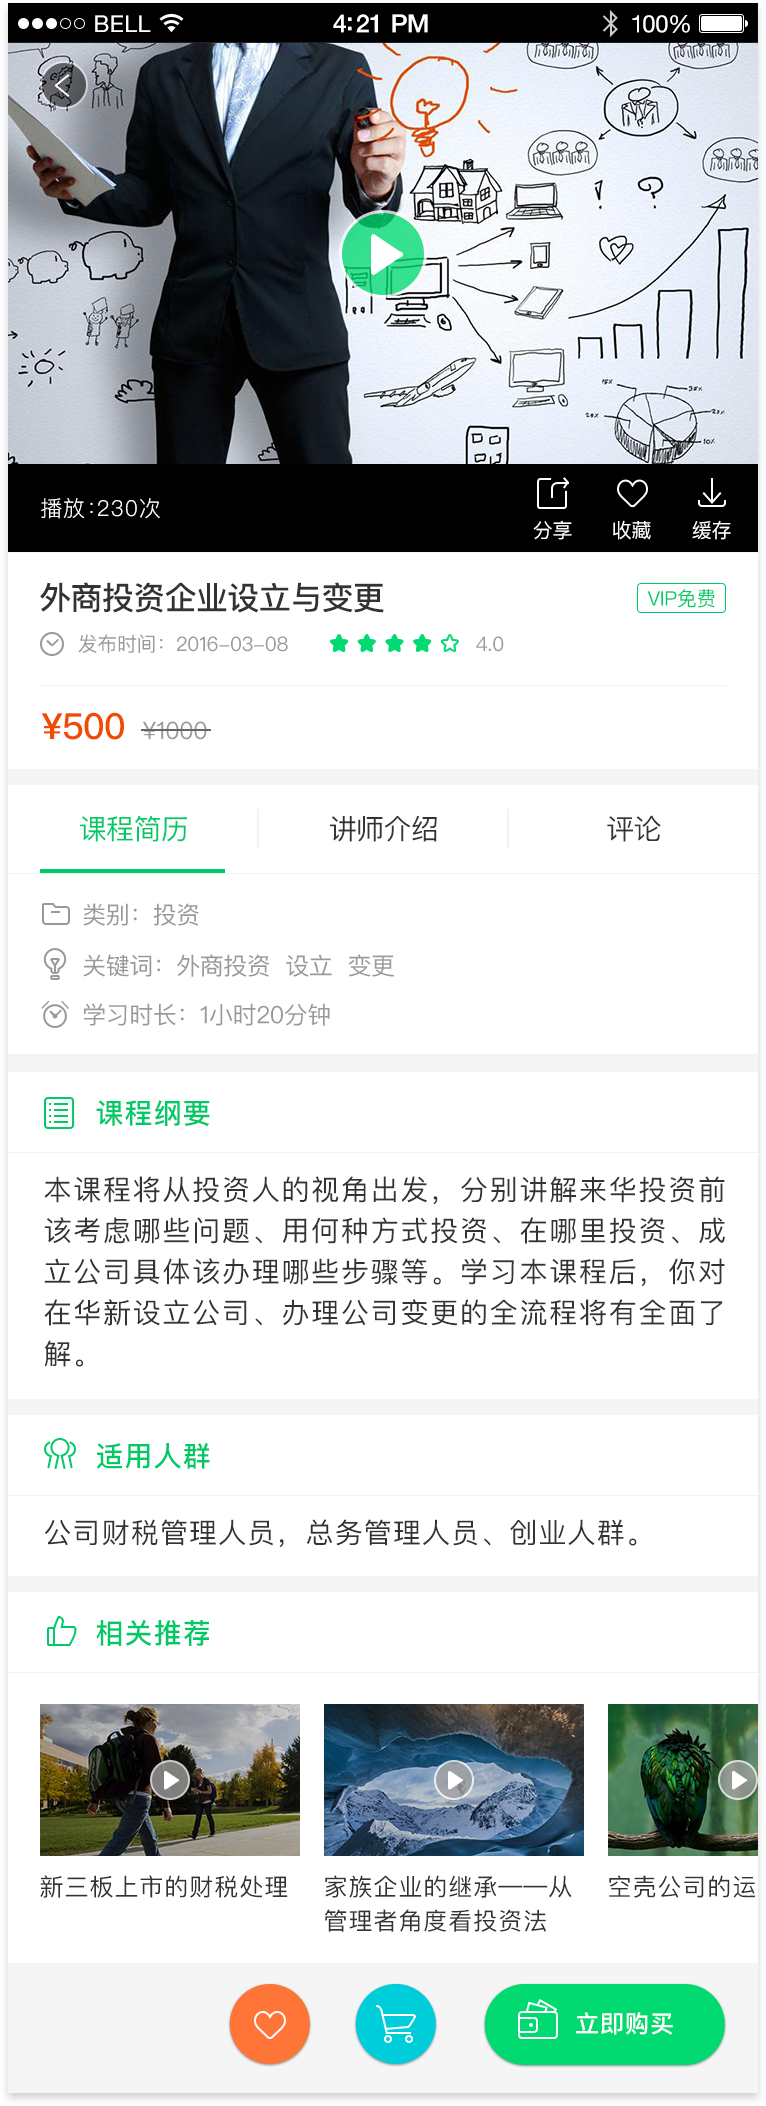 BELL 4:21 PM 100%
15% 35% 20% 10%
播放:230次
分享 收藏 缓存
外商投资企业设立与变更 VIP免费
发布时间：2016-03-08 4.0
¥500 ¥1000
课程简历 讲师介绍 评论
类别：投资
关键词：外商投资 设立 变更
学习时长：1小时20分钟
课程纲要
本课程将从投资人的视角出发，分别讲解来华投资前
该考虑哪些问题、用何种方式投资、在哪里投资、成
立公司具体该办理哪些步骤等。学习本课程后，你对
在华新设立公司、办理公司变更的全流程将有全面了
解。
适用人群
公司财税管理人员，总务管理人员、创业人群。
相关推荐
新三板上市的财税处理
家族企业的继承——从
管理者角度看投资法
空壳公司的运
立即购买